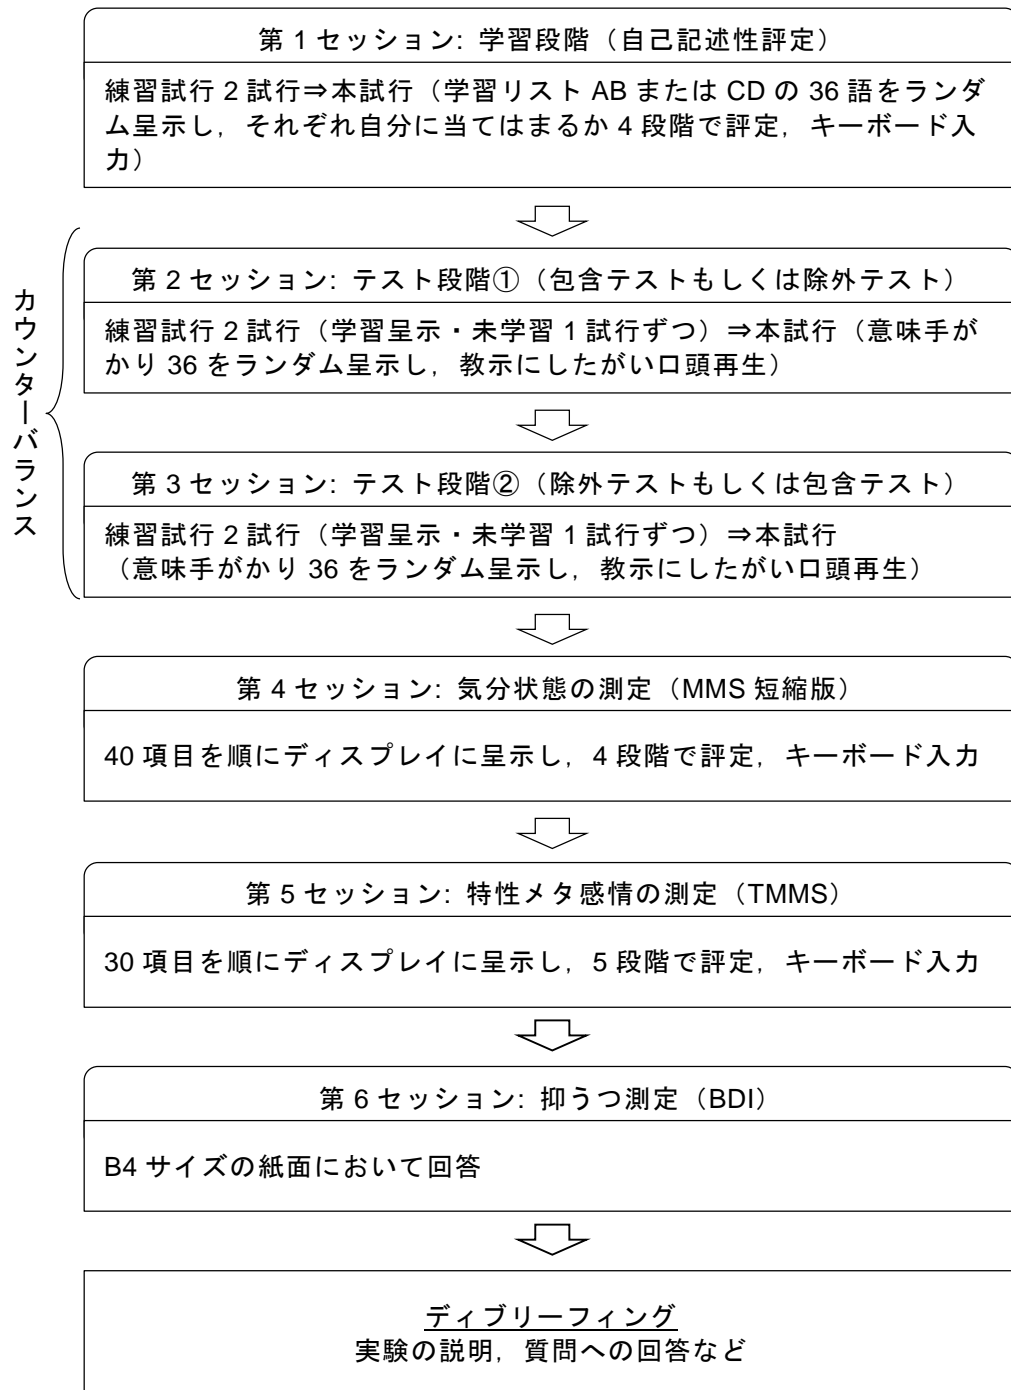 第 1 セッション: 学習段階（自己記述性評定）
練習試行 2 試行⇒本試行（学習リスト AB または CD の 36 語をランダ
ム呈示し，それぞれ自分に当てはまるか 4 段階で評定，キーボード入
力）
カウンターバランス
第 2 セッション: テスト段階①（包含テストもしくは除外テスト）
練習試行 2 試行（学習呈示・未学習 1 試行ずつ）⇒本試行（意味手が
かり 36 をランダム呈示し，教示にしたがい口頭再生）
第 3 セッション: テスト段階②（除外テストもしくは包含テスト）
練習試行 2 試行（学習呈示・未学習 1 試行ずつ）⇒本試行
（意味手がかり 36 をランダム呈示し，教示にしたがい口頭再生）
第 4 セッション: 気分状態の測定（MMS 短縮版）
40 項目を順にディスプレイに呈示し，4 段階で評定，キーボード入力
第 5 セッション: 特性メタ感情の測定（TMMS）
30 項目を順にディスプレイに呈示し，5 段階で評定，キーボード入力
第 6 セッション: 抑うつ測定（BDI）
B4 サイズの紙面において回答
ディブリーフィング
実験の説明，質問への回答など